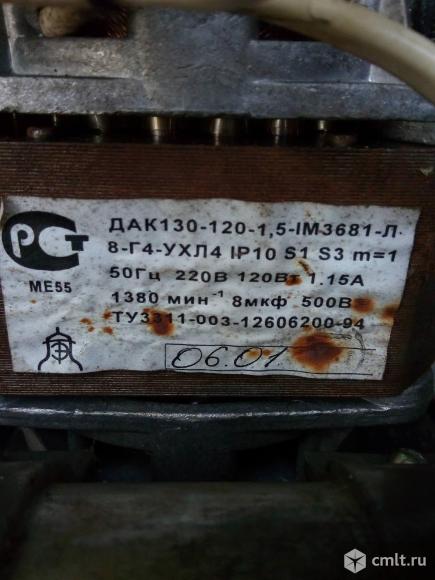 ДАК130-120-1,5-IM3681-Л-
8-Г4-УХЛ4 IP10 S1 S3 m=1
50Гц 220В 120Вт 1.15А
1380 мин-1 8мкф 500В
ТУ3311-003-12606200-94
РСТ
МЕ55
06.01
cmlt.ru